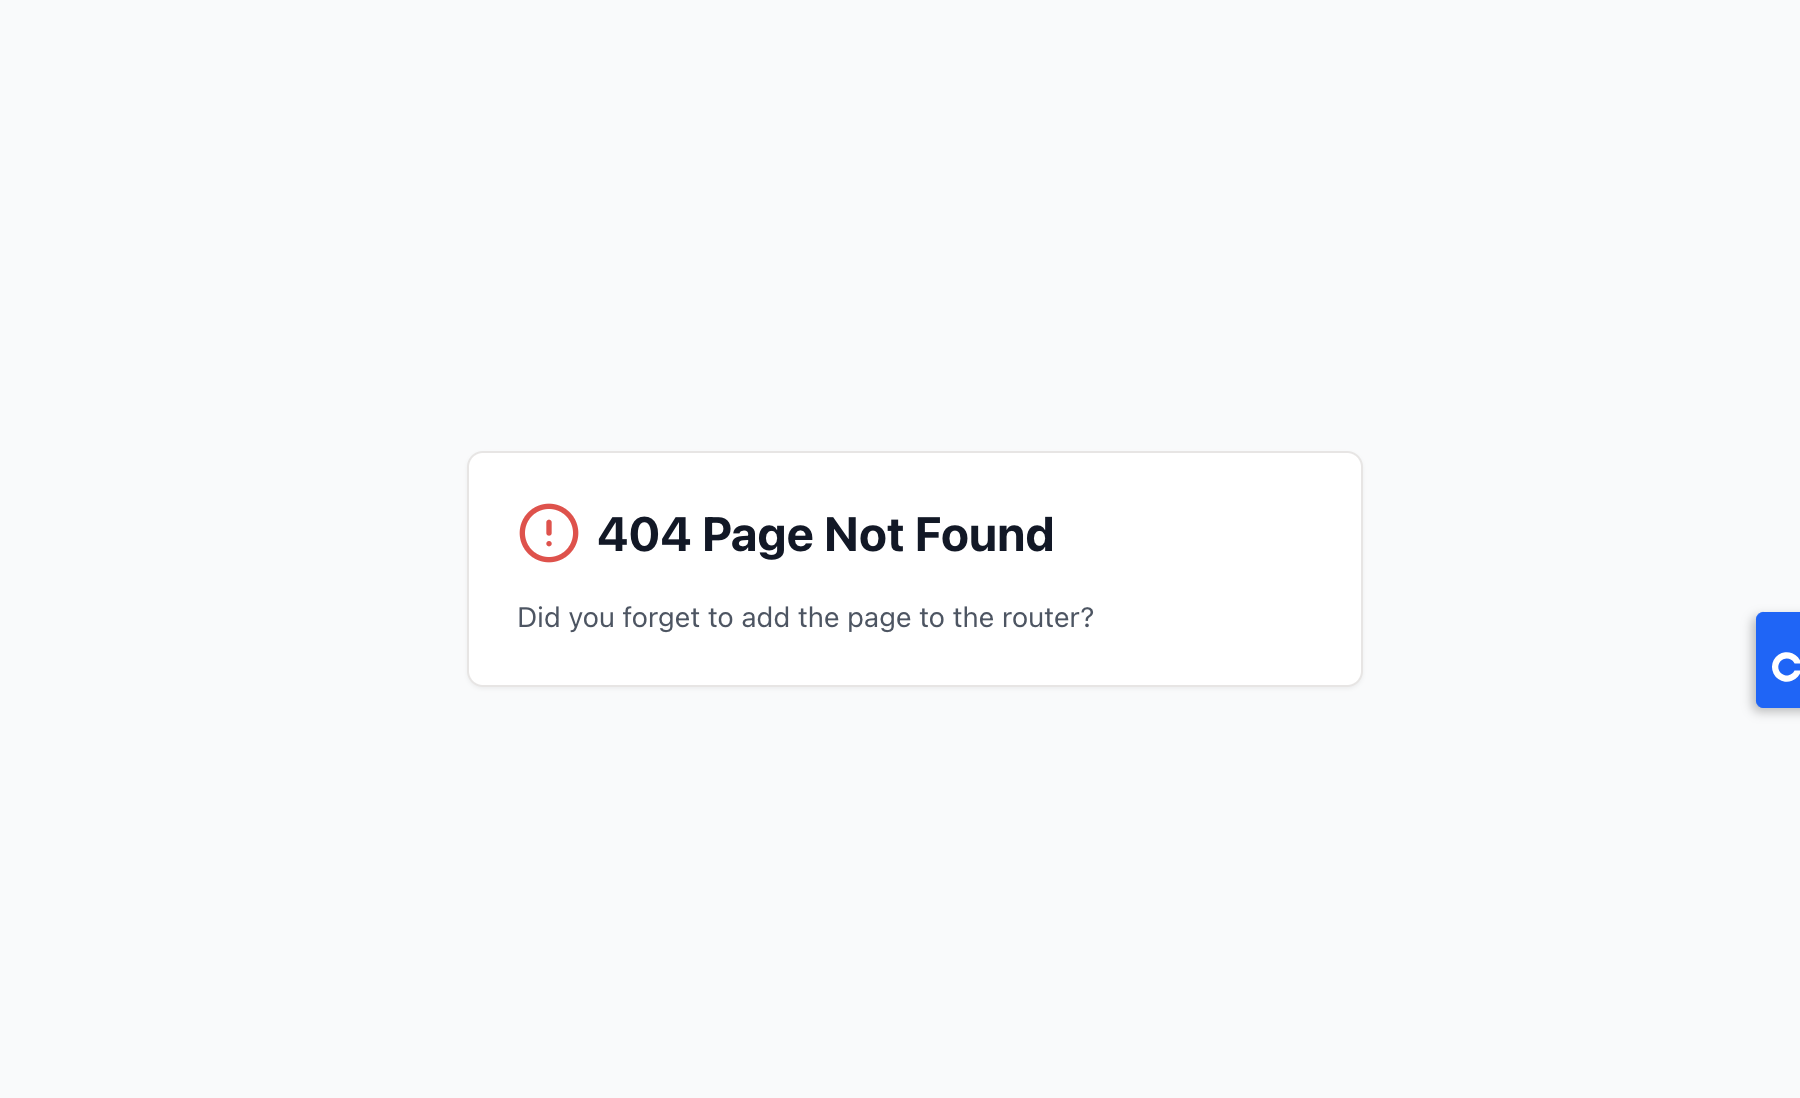 404 Page Not Found
Did you forget to add the page to the router?